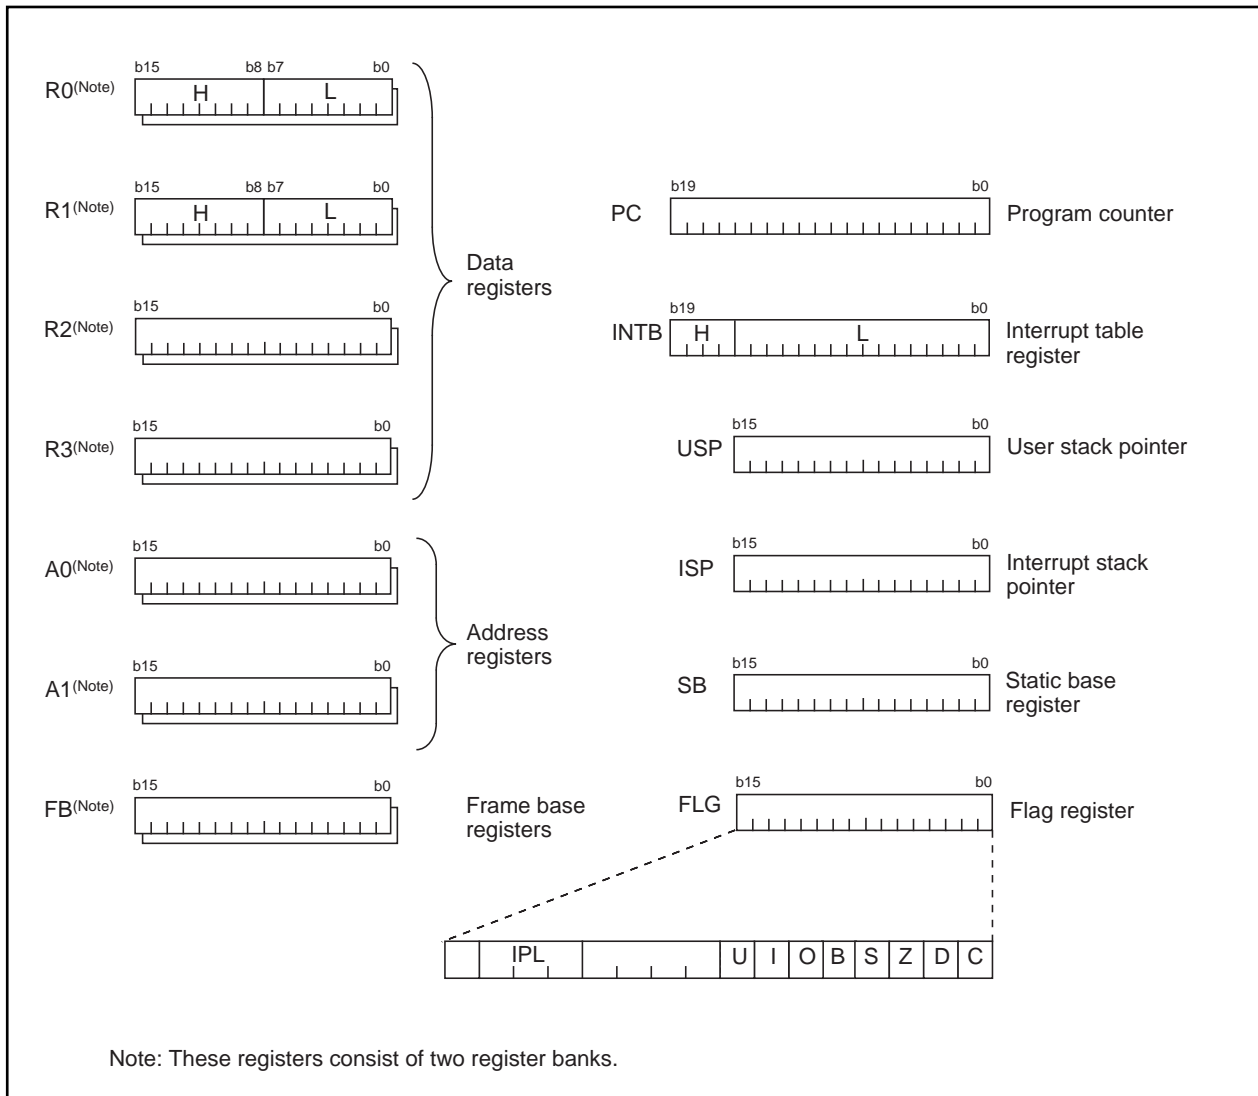 b15 b8 b7 b0
R0(Note) H L
b15 b8 b7 b0
R1(Note) H L
b15 b0
R2(Note)
b15 b0
R3(Note)
Data
registers
b15 b0
A0(Note)
b15 b0
A1(Note)
Address
registers
b15 b0
FB(Note)
Frame base
registers
b19 b0
PC Program counter
b19 b0
INTB H L Interrupt table
register
b15 b0
USP User stack pointer
b15 b0
ISP Interrupt stack
pointer
b15 b0
SB Static base
register
b15 b0
FLG Flag register
IPL U I O B S Z D C
Note: These registers consist of two register banks.